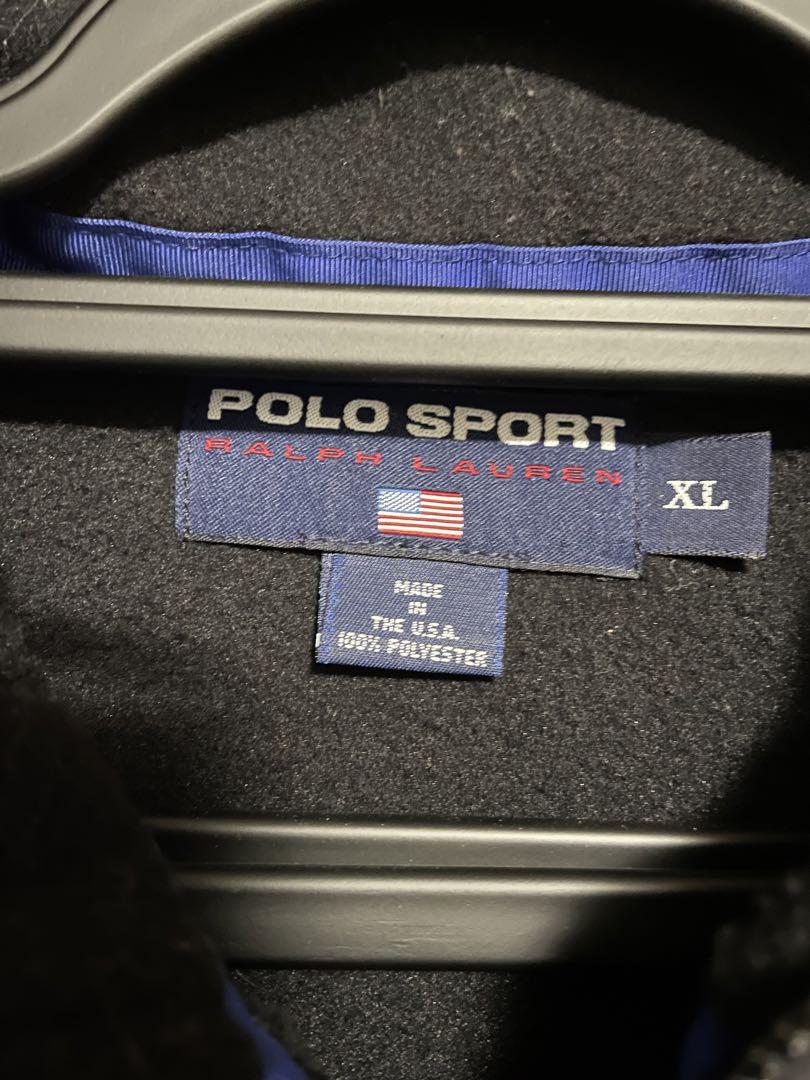 POLO SPORT
RALPH LAUREN
XL
MADE
IN
THE U.S.A.
100% POLYESTER